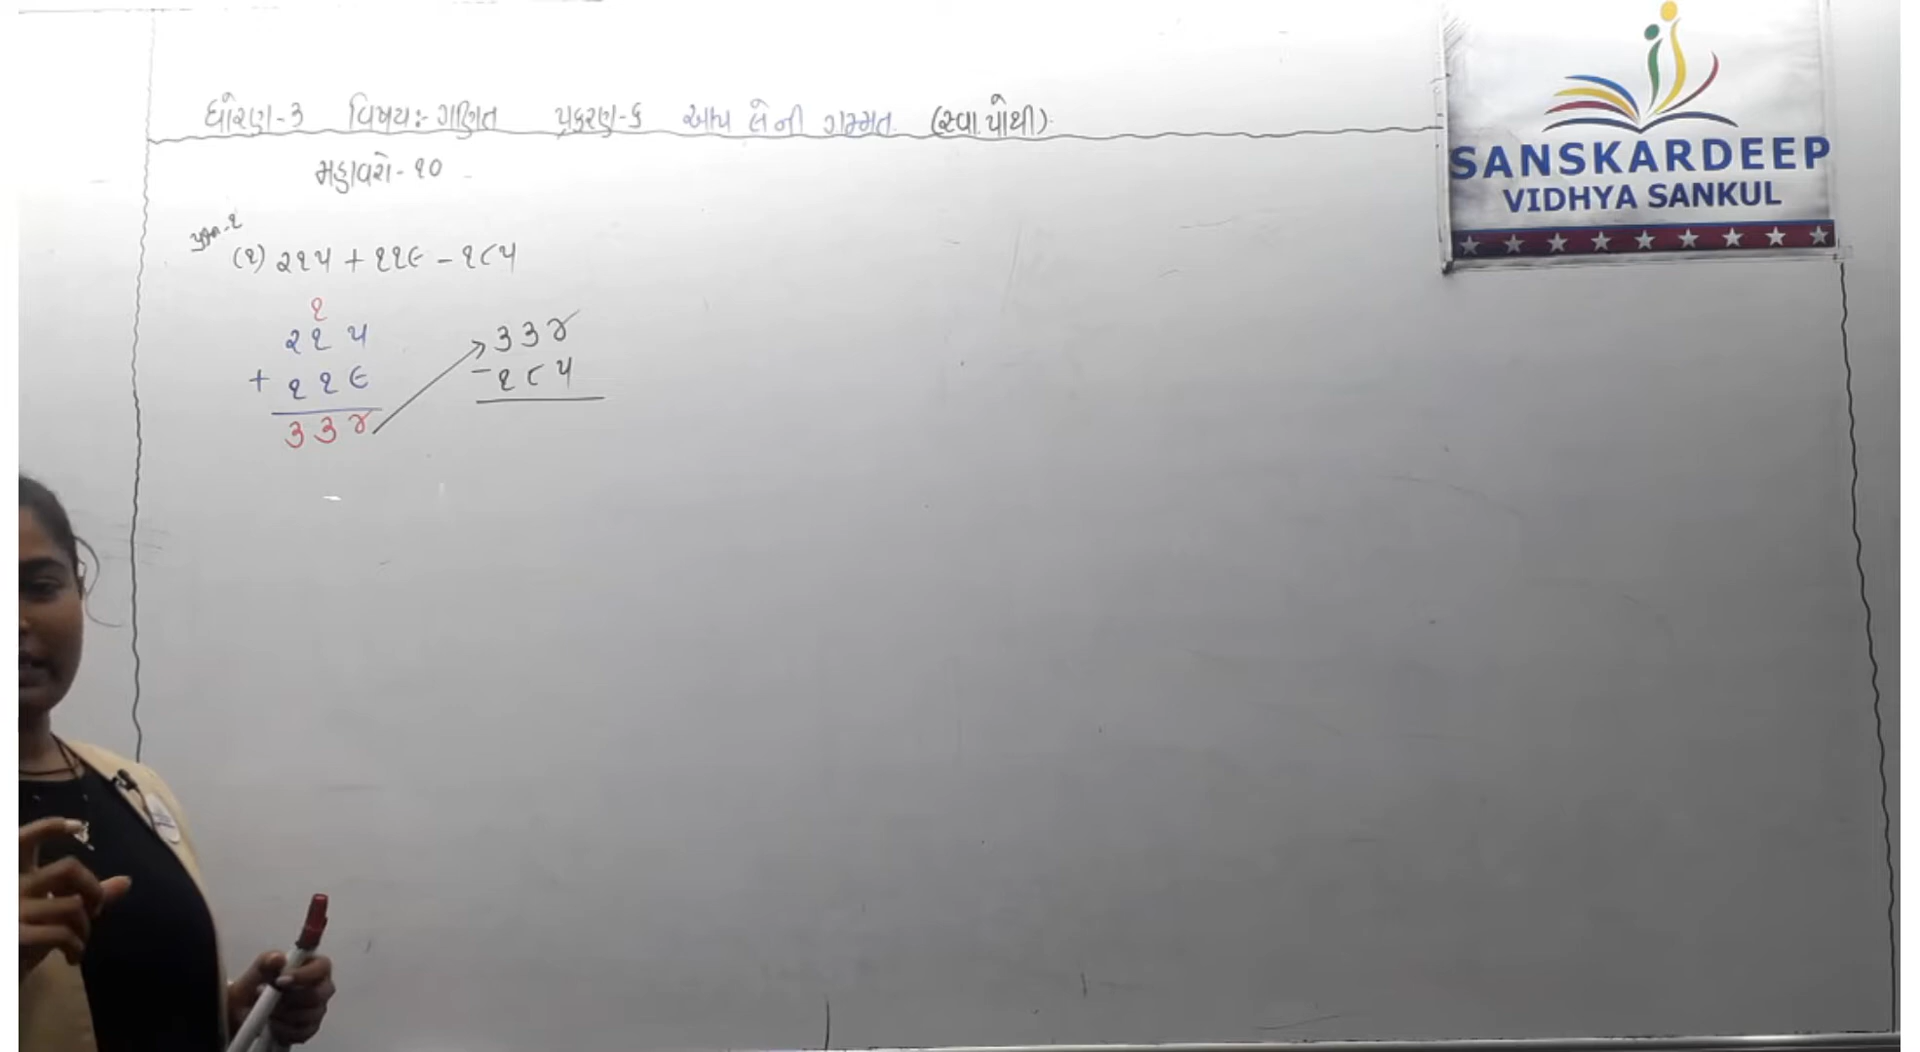 ધોરણ-૩ વિષય:- ગણિત પ્રકરણ-૬ આપ લે ની ગમ્મત (સ્વા.પોથી)
મહાવરો-૧૦
પ્રશ્ન-૧
(૧) ૨૧૫ + ૧૧૯ - ૧૮૫
૧
૨૧૫
+ ૧૧૯
૩૩૪
૩૩૪
- ૧૮૫
SANSKARDEEP
VIDHYA SANKUL